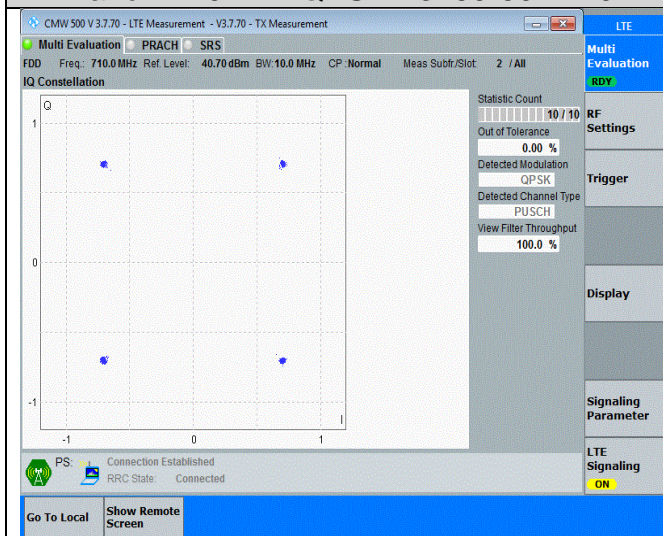 CMW 500 V 3.7.70 - LTE Measurement - V3.7.70 - TX Measurement
LTE
Multi Evaluation PRACH SRS
Multi
Evaluation
RDY
FDD Freq.: 710.0 MHz Ref. Level: 40.70 dBm BW: 10.0 MHz CP : Normal Meas Subfr./Slot: 2 / All
IQ Constellation
Q
1
0
-1
-1 0 1
I
Statistic Count
10 / 10
Out of Tolerance
0.00 %
Detected Modulation
QPSK
Detected Channel Type
PUSCH
View Filter Throughput
100.0 %
RF
Settings
Trigger
Display
Signaling
Parameter
LTE
Signaling
ON
PS: Connection Established
RRC State: Connected
Go To Local
Show Remote
Screen